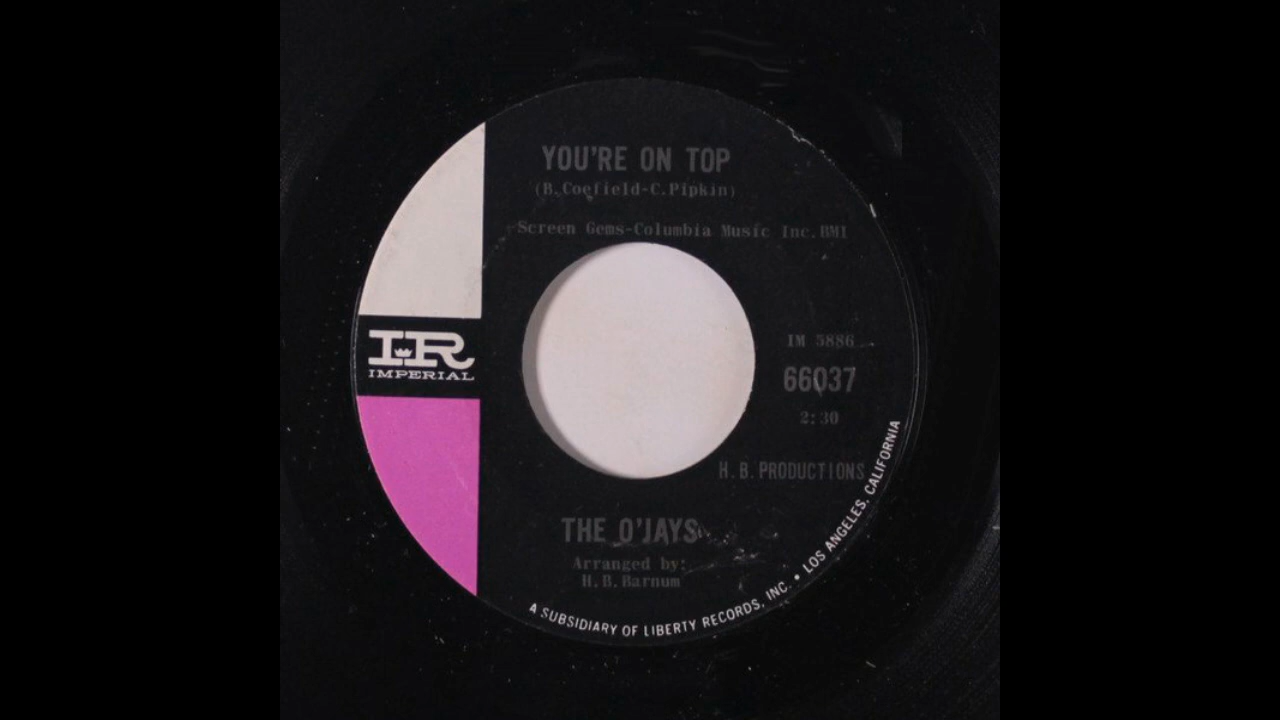 YOU'RE ON TOP
(B. Coefield-C. Pipkin)
Screen Gems-Columbia Music Inc. BMI
IR
IMPERIAL
IM 5886
66037
2:30
H. B. PRODUCTIONS
THE O'JAYS
Arranged by:
H. B. Barnum
A SUBSIDIARY OF LIBERTY RECORDS, INC. • LOS ANGELES, CALIFORNIA